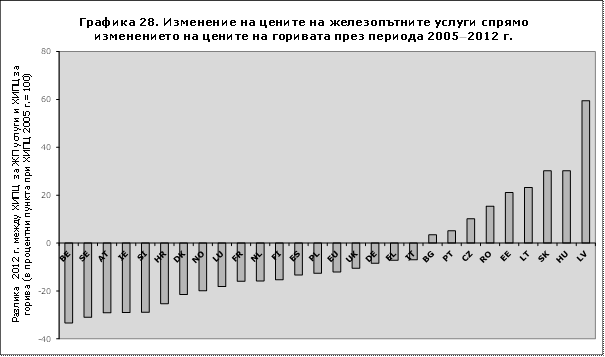 Графика 28. Изменение на цените на железопътните услуги спрямо
изменението на цените на горивата през периода 2005–2012 г.
Разлика 2012 г. между ХИПЦ за ЖП услуги и ХИПЦ за
горива (в процентни пункта при ХИПЦ 2005 г.= 100)
80
60
40
20
0
-20
-40
BE SE AT IE SI HR DK NO LU FR NL FI ES PL EU UK DE EL IT BG PT CZ RO EE LT SK HU LV